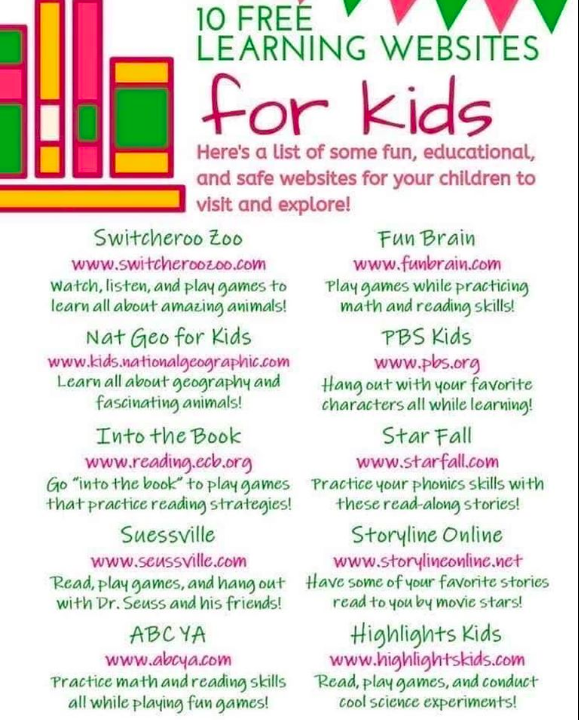 10 FREE
LEARNING WEBSITES
for kids
Here's a list of some fun, educational,
and safe websites for your children to
visit and explore!
Switcheroo Zoo
www.switcheroozoo.com
Watch, listen, and play games to
learn all about amazing animals!
Nat Geo for Kids
www.kids.nationalgeographic.com
Learn all about geography and
fascinating animals!
Into the Book
www.reading.ecb.org
Go "into the book" to play games
that practice reading strategies!
Suessville
www.seussville.com
Read, play games, and hang out
with Dr. Seuss and his friends!
ABC YA
www.abcya.com
Practice math and reading skills
all while playing fun games!
Fun Brain
www.funbrain.com
Play games while practicing
math and reading skills!
PBS Kids
www.pbs.org
Hang out with your favorite
characters all while learning!
Star Fall
www.starfall.com
Practice your phonics skills with
these read-along stories!
Storyline Online
www.storylineonline.net
Have some of your favorite stories
read to you by movie stars!
Highlights Kids
www.highlightskids.com
Read, play games, and conduct
cool science experiments!